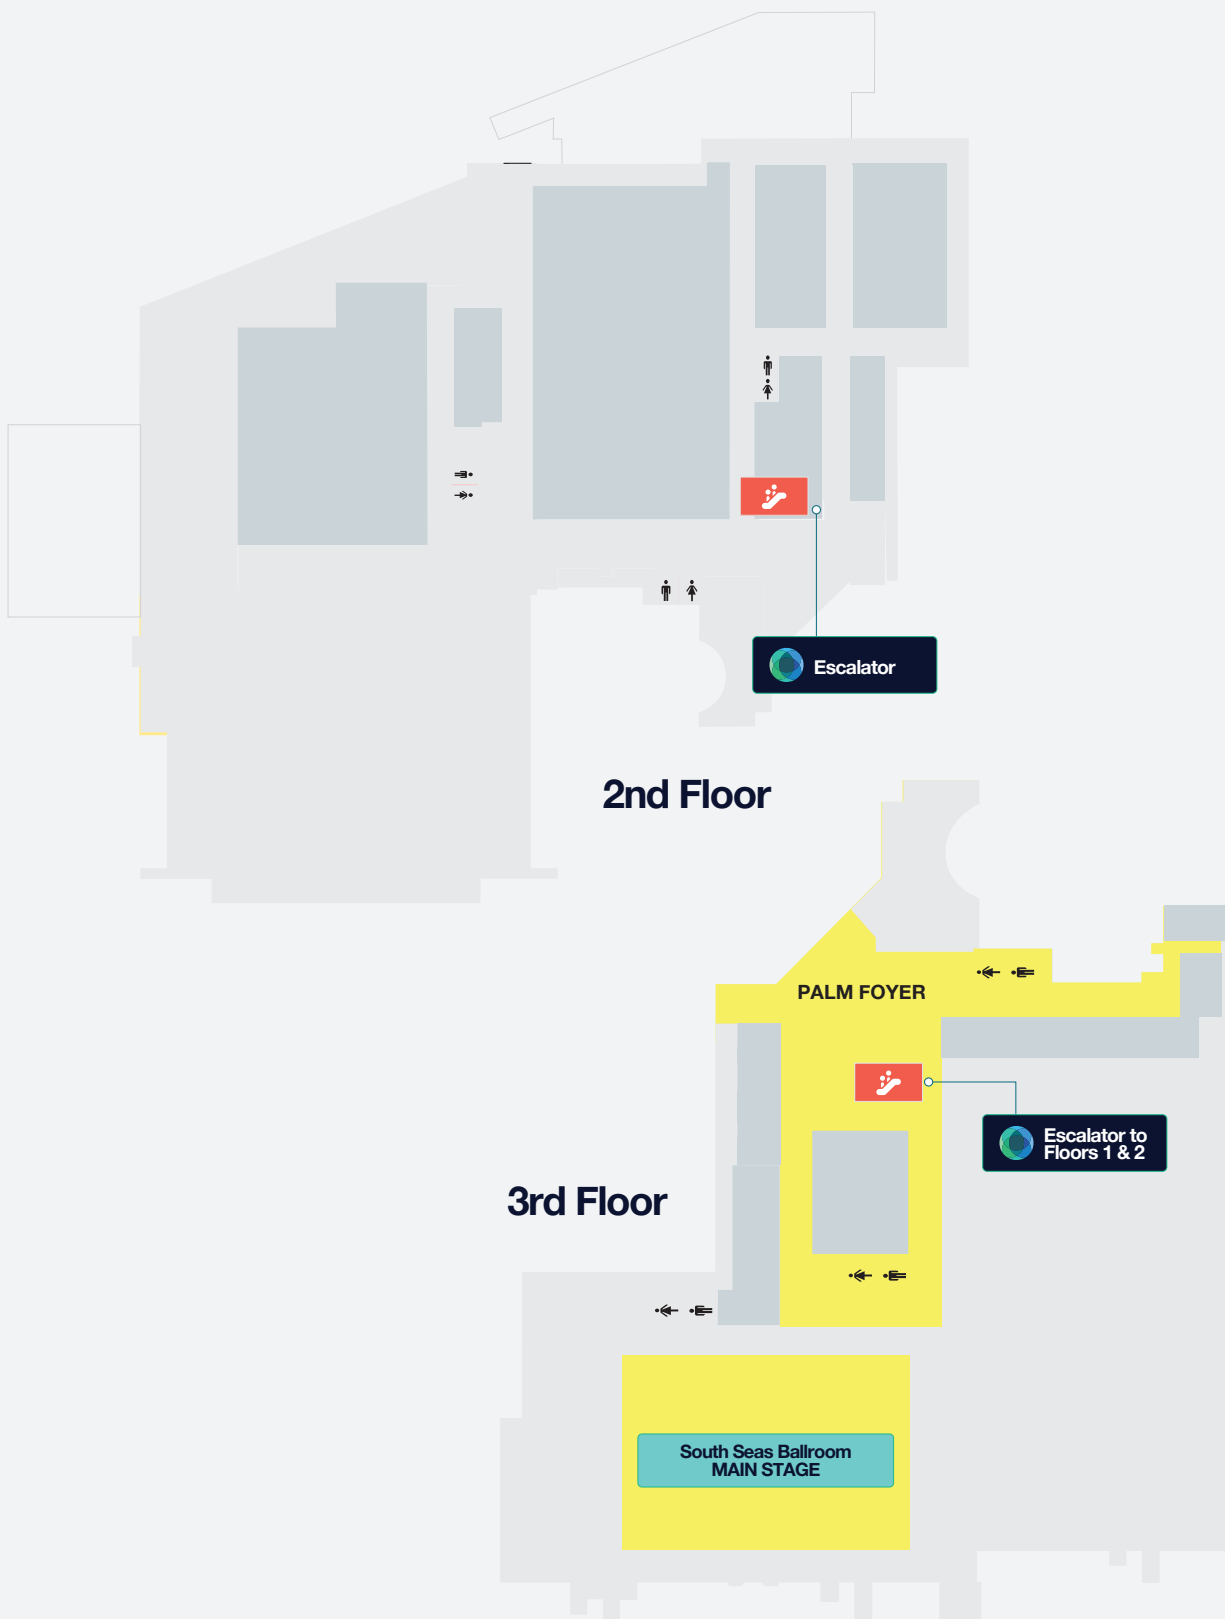 Escalator
2nd Floor
PALM FOYER
Escalator to
Floors 1 & 2
3rd Floor
South Seas Ballroom
MAIN STAGE